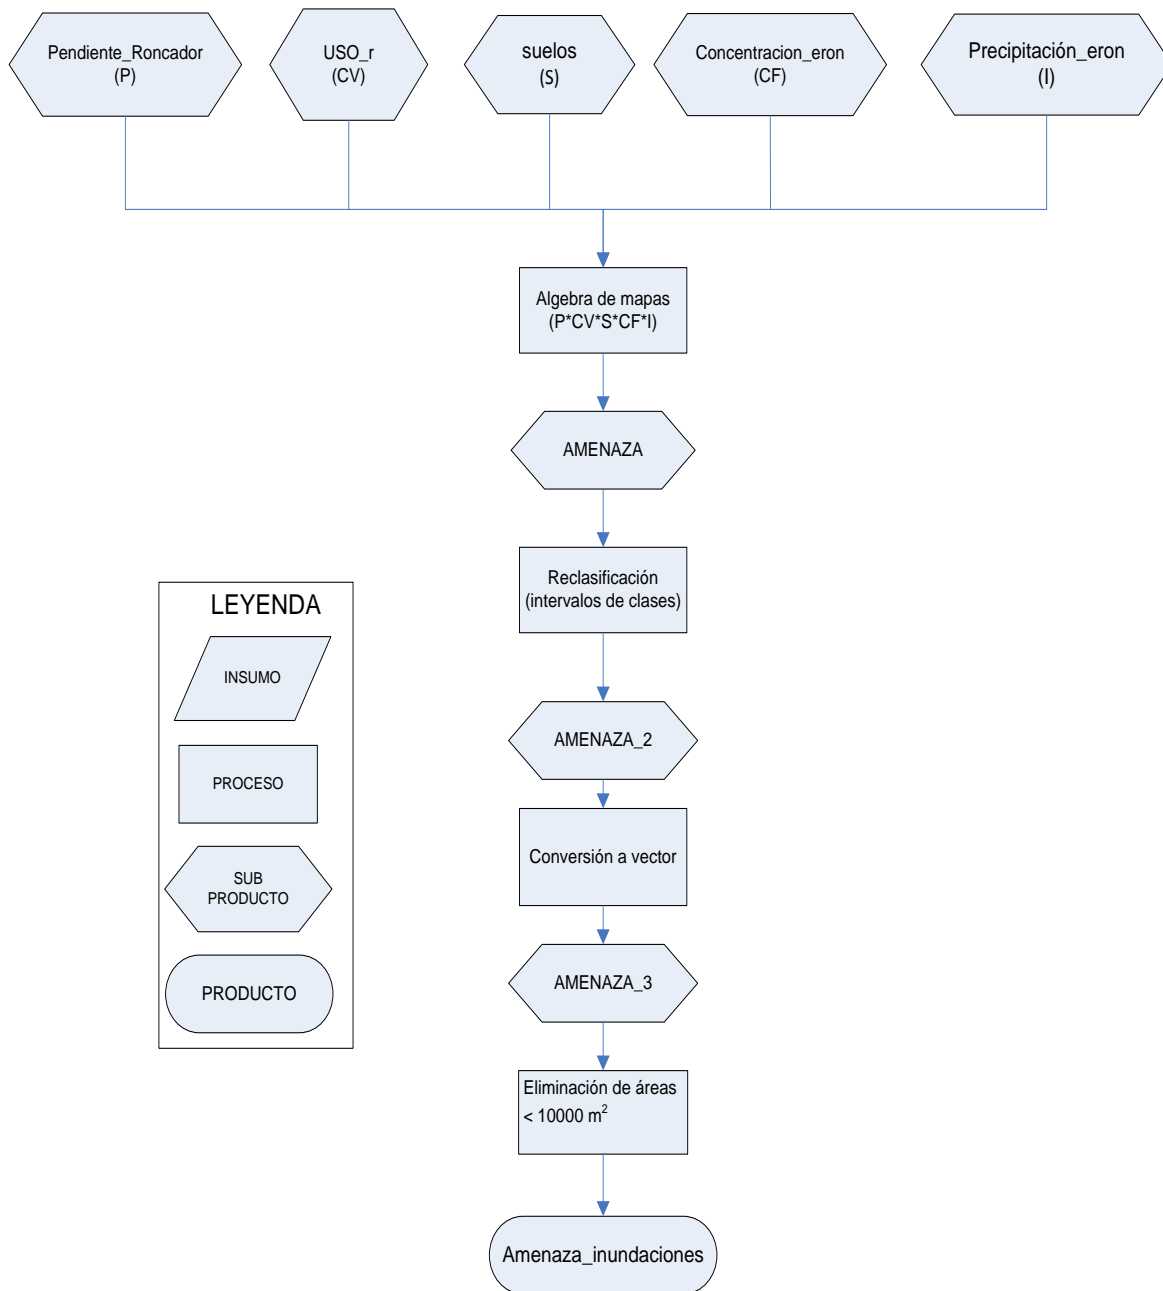 Pendiente_Roncador
(P)
USO_r
(CV)
suelos
(S)
Concentracion_eron
(CF)
Precipitación_eron
(I)
Algebra de mapas
(P*CV*S*CF*I)
AMENAZA
Reclasificación
(intervalos de clases)
AMENAZA_2
Conversión a vector
AMENAZA_3
Eliminación de áreas
< 10000 m²
Amenaza_inundaciones
LEYENDA
INSUMO
PROCESO
SUB
PRODUCTO
PRODUCTO